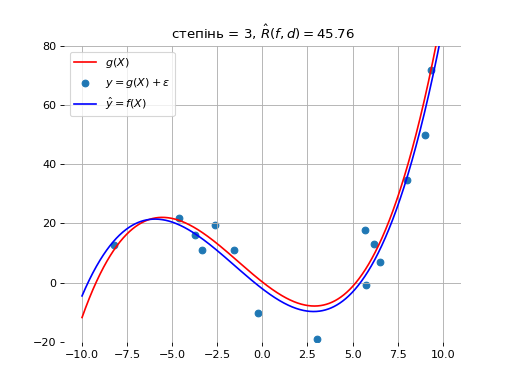 степінь = 3, R̂(f, d) = 45.76
g(X)
y = g(X) + ε
ŷ = f(X)
80
60
40
20
0
−20
−10.0 −7.5 −5.0 −2.5 0.0 2.5 5.0 7.5 10.0